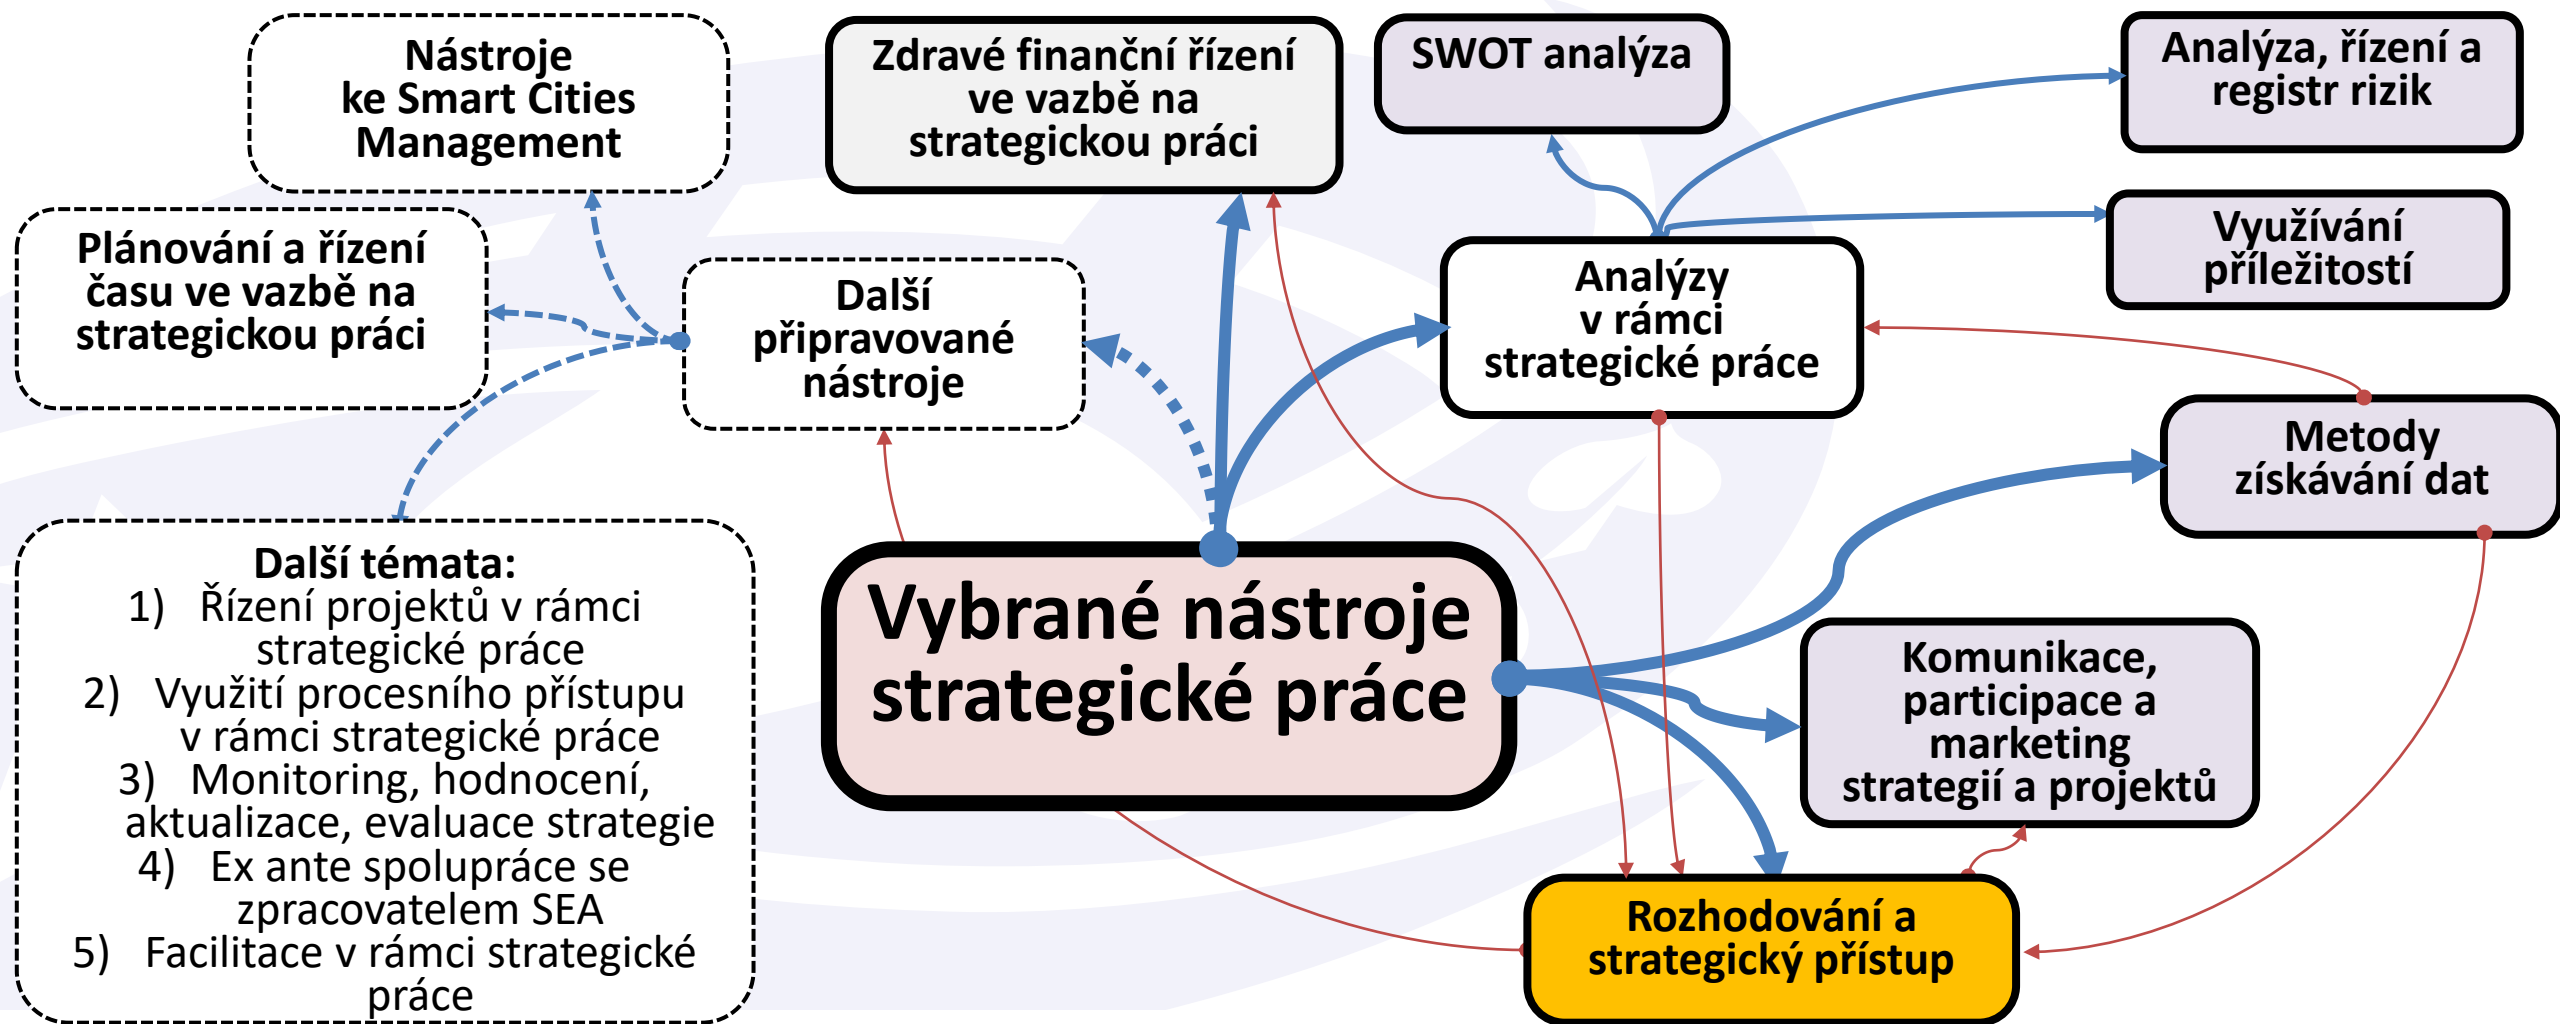 Nástroje
ke Smart Cities
Management
Zdravé finanční řízení
ve vazbě na
strategickou práci
SWOT analýza
Analýza, řízení a
registr rizik
Plánování a řízení
času ve vazbě na
strategickou práci
Další
připravované
nástroje
Analýzy
v rámci
strategické práce
Využívání
příležitostí
Metody
získávání dat
Další témata:
1) Řízení projektů v rámci
strategické práce
2) Využití procesního přístupu
v rámci strategické práce
3) Monitoring, hodnocení,
aktualizace, evaluace strategie
4) Ex ante spolupráce se
zpracovatelem SEA
5) Facilitace v rámci strategické
práce
Vybrané nástroje
strategické práce
Komunikace,
participace a
marketing
strategií a projektů
Rozhodování a
strategický přístup